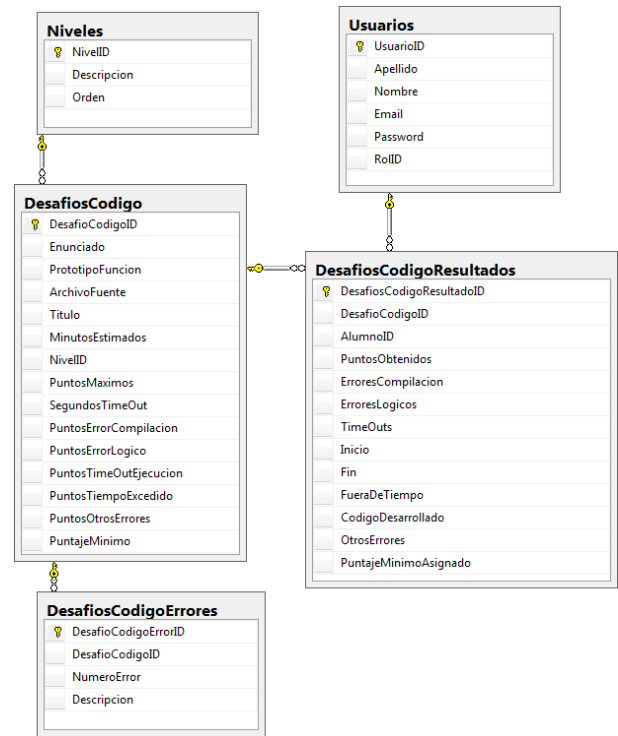 Niveles
NivelID
Descripcion
Orden
Usuarios
UsuarioID
Apellido
Nombre
Email
Password
RolID
DesafiosCodigo
DesafioCodigoID
Enunciado
PrototipoFuncion
ArchivoFuente
Titulo
MinutosEstimados
NivelID
PuntosMaximos
SegundosTimeOut
PuntosErrorCompilacion
PuntosErrorLogico
PuntosTimeOutEjecucion
PuntosTiempoExcedido
PuntosOtrosErrores
PuntajeMinimo
DesafiosCodigoResultados
DesafiosCodigoResultadoID
DesafioCodigoID
AlumnoID
PuntosObtenidos
ErroresCompilacion
ErroresLogicos
TimeOuts
Inicio
Fin
FueraDeTiempo
CodigoDesarrollado
OtrosErrores
PuntajeMinimoAsignado
DesafiosCodigoErrores
DesafioCodigoErrorID
DesafioCodigoID
NumeroError
Descripcion